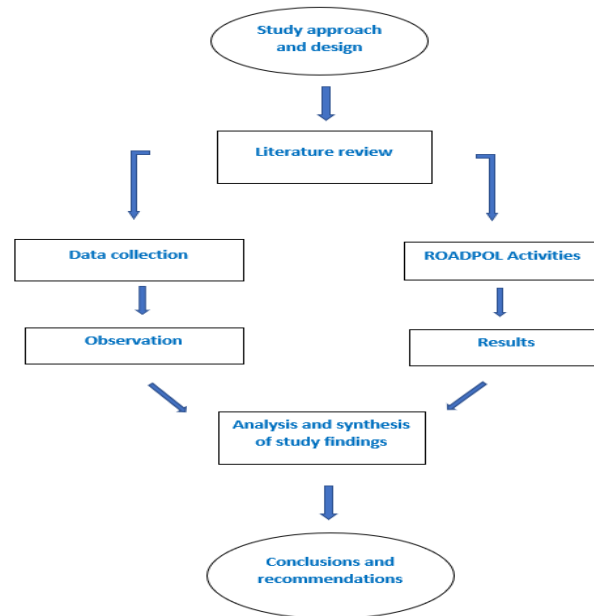 Study approach
and design
Literature review
Data collection
ROADPOL Activities
Observation
Results
Analysis and synthesis
of study findings
Conclusions and
recommendations